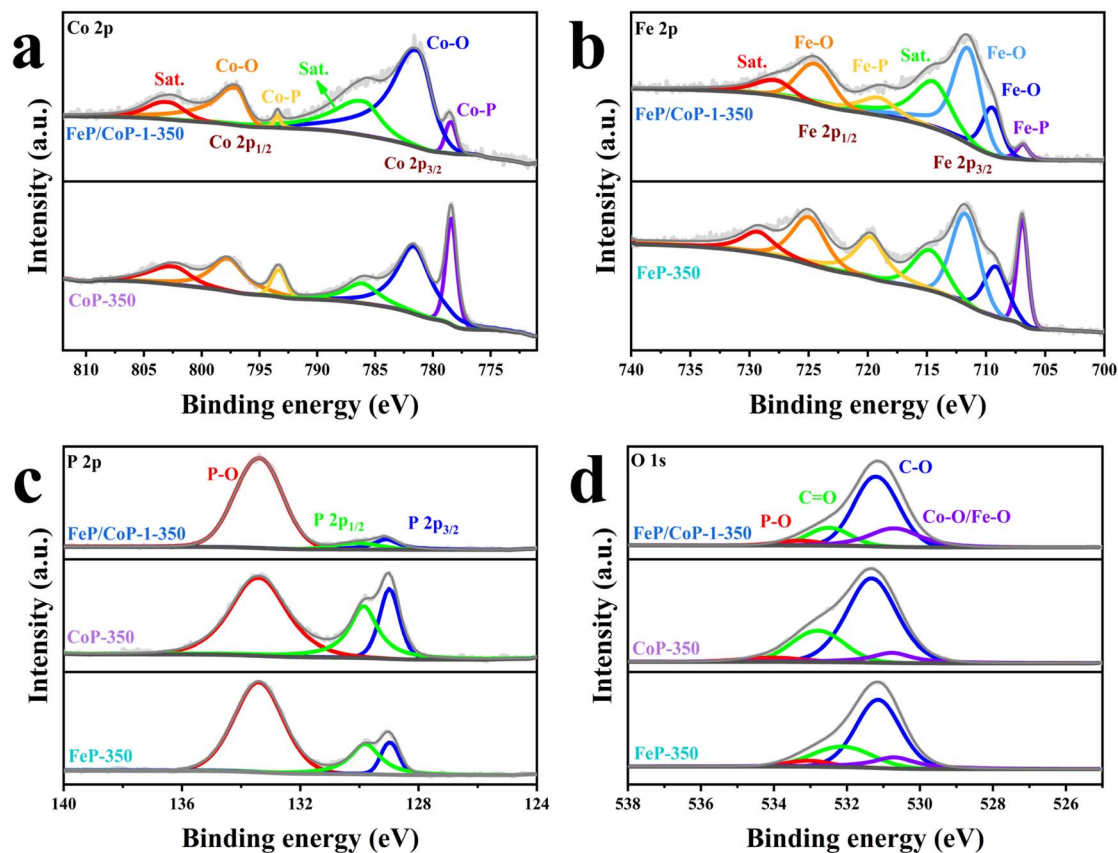 a
Co 2p
Sat.
Co-O
Co-P
Sat.
Co-O
Co-P
FeP/CoP-1-350
Co 2p1/2
Co 2p3/2
CoP-350
Intensity (a.u.)
810 805 800 795 790 785 780 775
Binding energy (eV)
b
Fe 2p
Sat.
Fe-O
Fe-P
Sat.
Fe-O
Fe-O
Fe-P
FeP/CoP-1-350
Fe 2p1/2
Fe 2p3/2
FeP-350
Intensity (a.u.)
740 735 730 725 720 715 710 705 700
Binding energy (eV)
c
P 2p
P-O
P 2p1/2
P 2p3/2
FeP/CoP-1-350
CoP-350
FeP-350
Intensity (a.u.)
140 136 132 128 124
Binding energy (eV)
d
O 1s
C-O
C=O
P-O
Co-O/Fe-O
FeP/CoP-1-350
CoP-350
FeP-350
Intensity (a.u.)
538 536 534 532 530 528 526
Binding energy (eV)